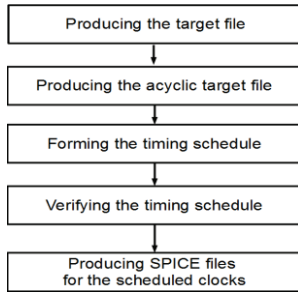 Producing the target file
Producing the acyclic target file
Forming the timing schedule
Verifying the timing schedule
Producing SPICE files
for the scheduled clocks